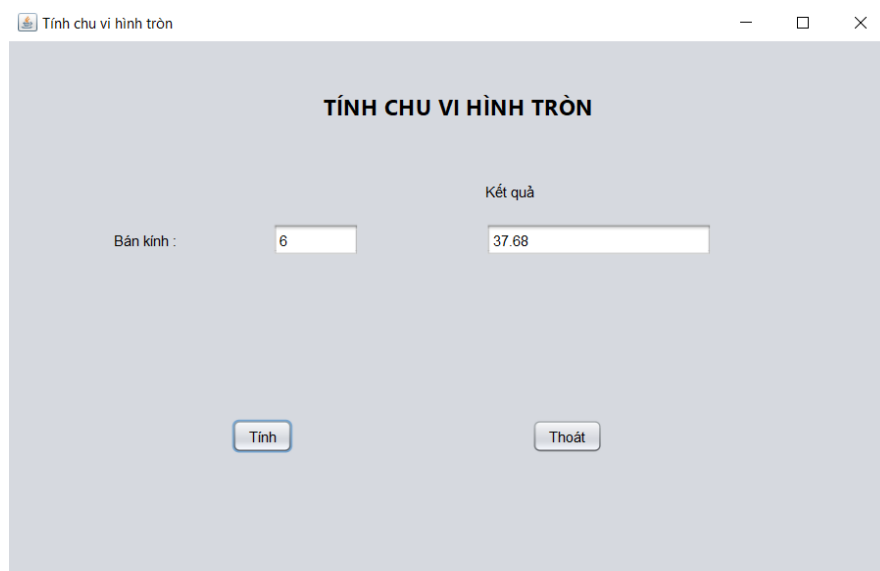 Tính chu vi hình tròn
TÍNH CHU VI HÌNH TRÒN
Kết quả
Bán kính : 6 37.68
Tính Thoát